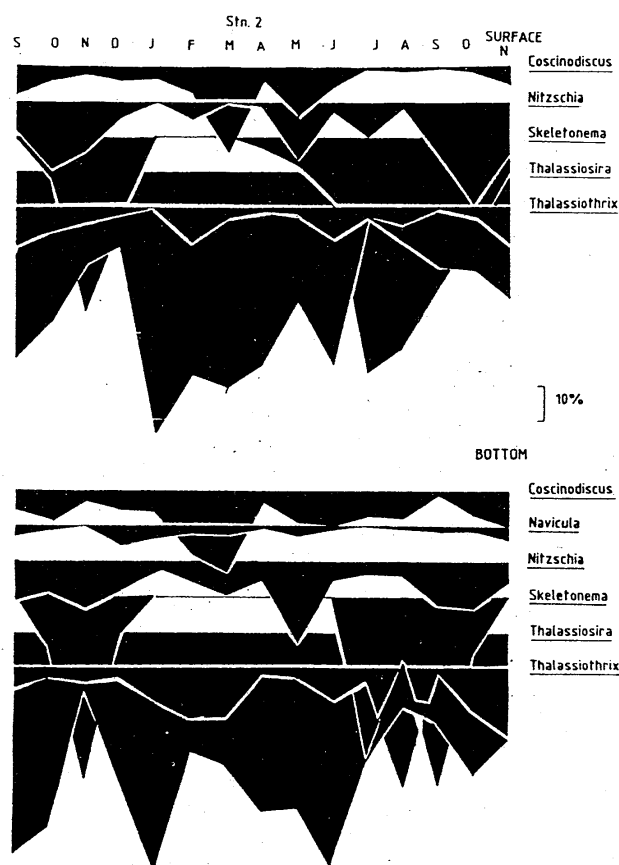 Stn. 2
S O N D J F M A M J J A S O N
SURFACE
Coscinodiscus
Nitzschia
Skeletonema
Thalassiosira
Thalassiothrix
10%
BOTTOM
Coscinodiscus
Navicula
Nitzschia
Skeletonema
Thalassiosira
Thalassiothrix